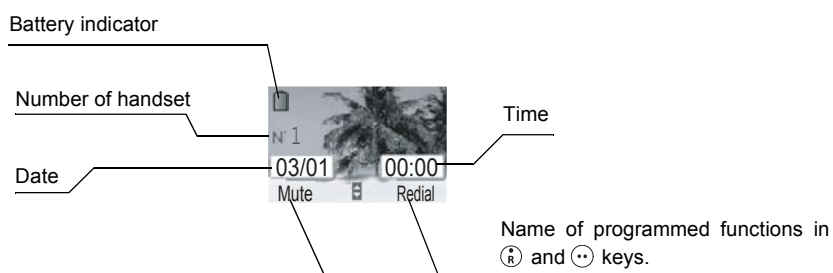 Battery indicator
Number of handset
N° 1
Time
03/01
00:00
Date
Mute
Redial
Name of programmed functions in
R and •• keys.